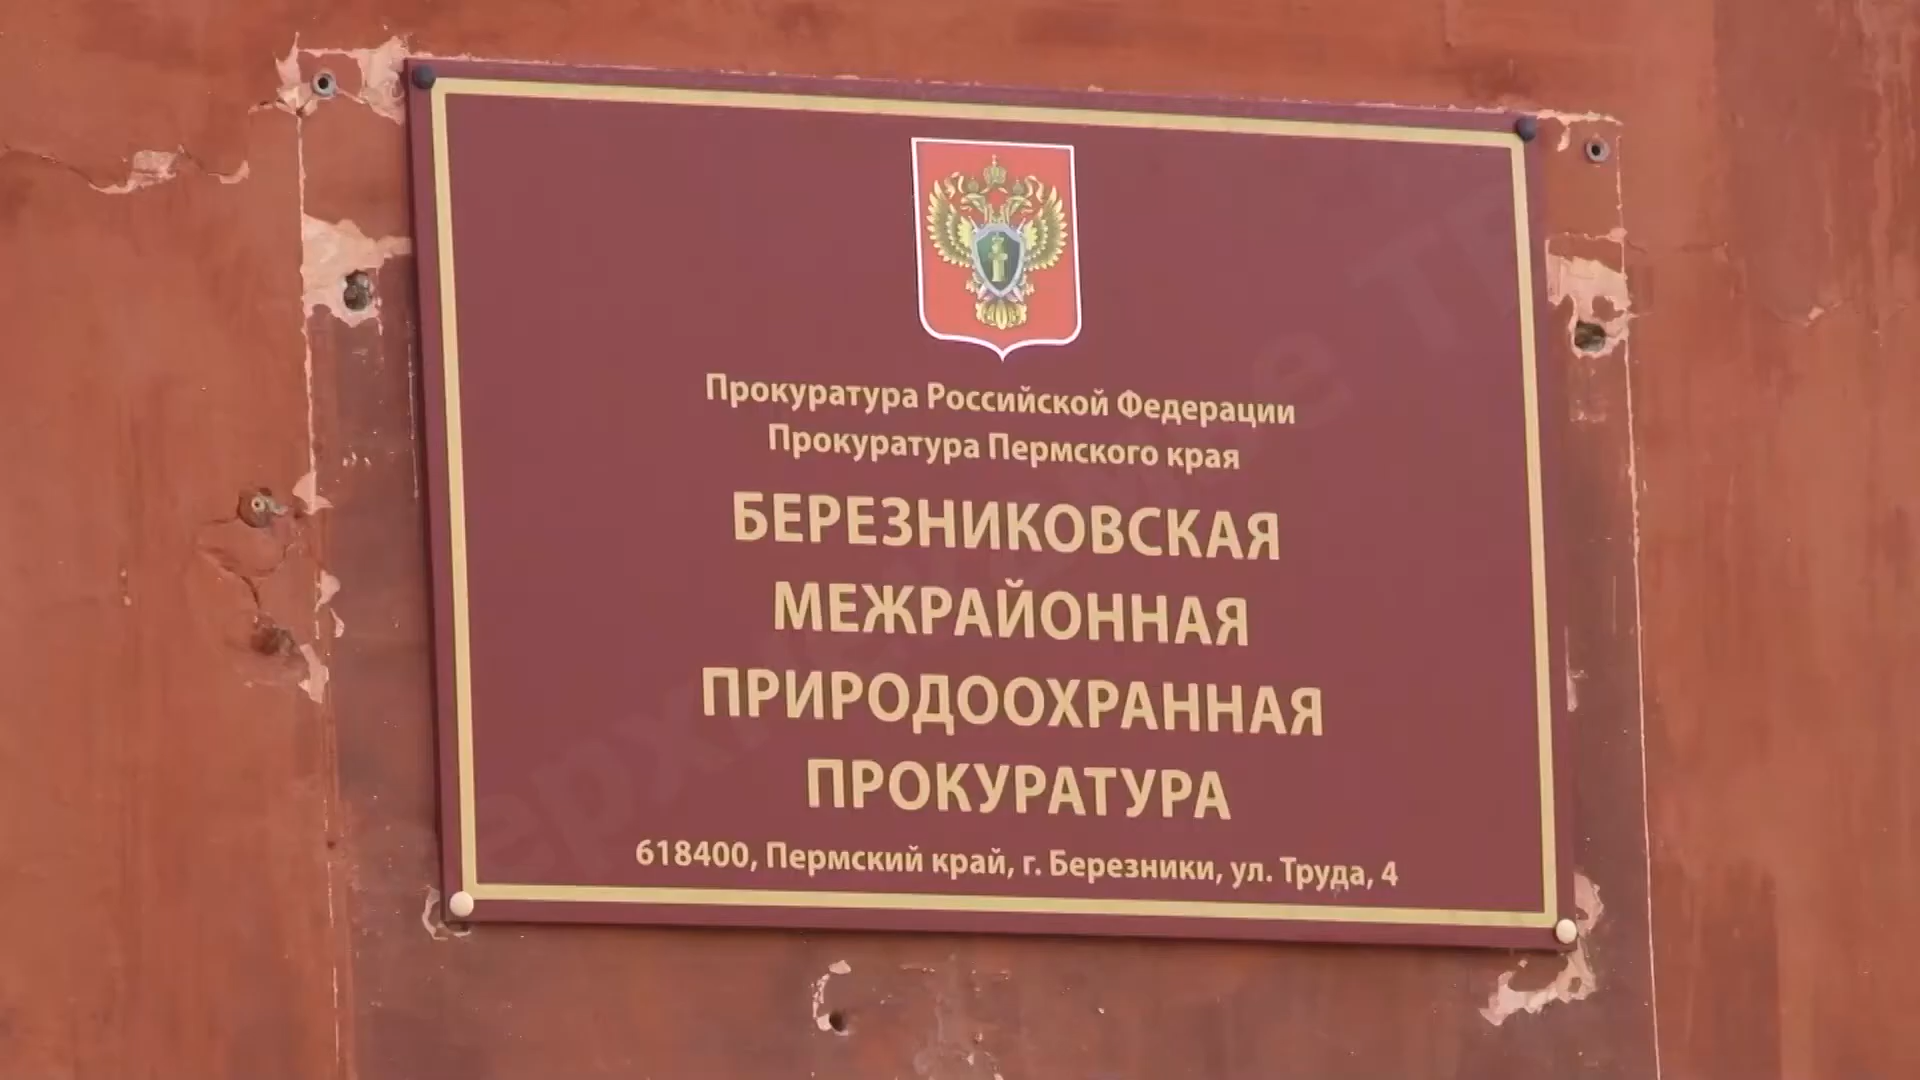 Прокуратура Российской Федерации
Прокуратура Пермского края
БЕРЕЗНИКОВСКАЯ
МЕЖРАЙОННАЯ
ПРИРОДООХРАННАЯ
ПРОКУРАТУРА
618400, Пермский край, г. Березники, ул. Труда, 4